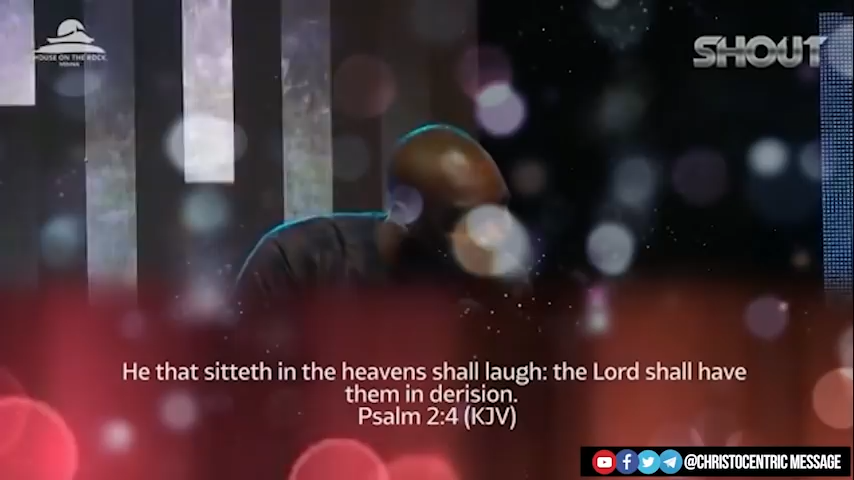 HOUSE ON THE ROCK
SHOUT
He that sitteth in the heavens shall laugh: the Lord shall have
them in derision.
Psalm 2:4 (KJV)
@CHRISTOCENTRIC MESSAGE